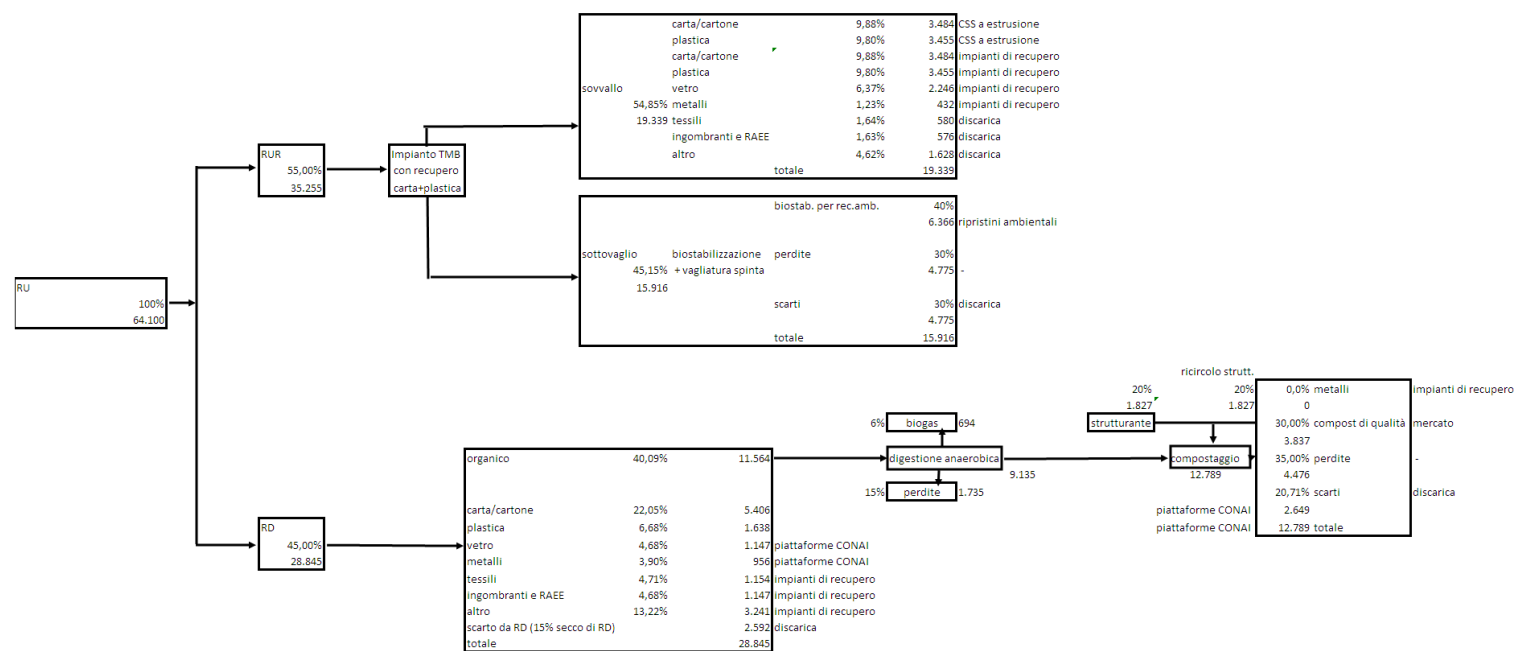 carta/cartone 9,88% 3.484 CSS a estrusione
plastica 9,80% 3.455 CSS a estrusione
carta/cartone 9,88% 3.484 impianti di recupero
plastica 9,80% 3.455 impianti di recupero
sovvallo vetro 6,37% 2.246 impianti di recupero
54,85% metalli 1,23% 432 impianti di recupero
19.339 tessili 1,64% 580 discarica
ingombranti e RAEE 1,63% 576 discarica
altro 4,62% 1.628 discarica
totale 19.339
RUR
55,00%
35.255
Impianto TMB
con recupero
carta+plastica
biostab. per rec.amb. 40%
6.366 ripristini ambientali
sottovaglio biostabilizzazione perdite 30%
45,15% + vagliatura spinta 4.775 -
15.916
scarti 30% discarica
4.775
totale 15.916
RU
100%
64.100
ricircolo strutt.
20% 20% 0,0% metalli impianti di recupero
1.827 1.827 0
strutturante 30,00% compost di qualità mercato
3.837
compostaggio 35,00% perdite -
12.789 4.476
20,71% scarti discarica
piattaforme CONAI 2.649
piattaforme CONAI 12.789 totale
6% biogas 694
digestione anaerobica
9.135
15% perdite 1.735
RD
45,00%
28.845
organico 40,09% 11.564
carta/cartone 22,05% 5.406
plastica 6,68% 1.638
vetro 4,68% 1.147 piattaforme CONAI
metalli 3,90% 956 piattaforme CONAI
tessili 4,71% 1.154 impianti di recupero
ingombranti e RAEE 4,68% 1.147 impianti di recupero
altro 13,22% 3.241 impianti di recupero
scarto da RD (15% secco di RD) 2.592 discarica
totale 28.845